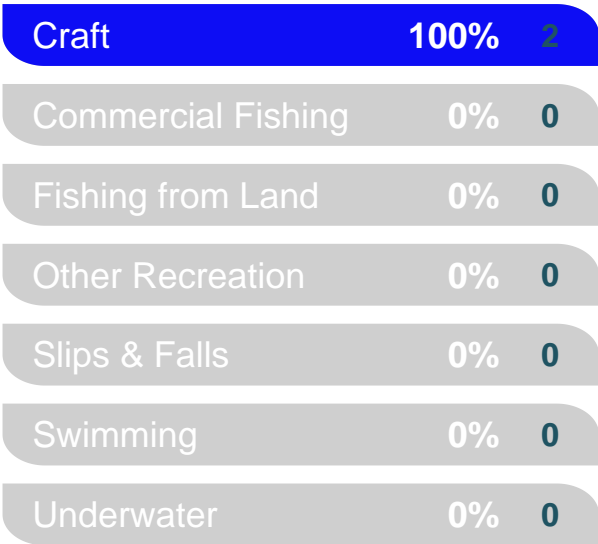 Craft 100% 2
Commercial Fishing 0% 0
Fishing from Land 0% 0
Other Recreation 0% 0
Slips & Falls 0% 0
Swimming 0% 0
Underwater 0% 0